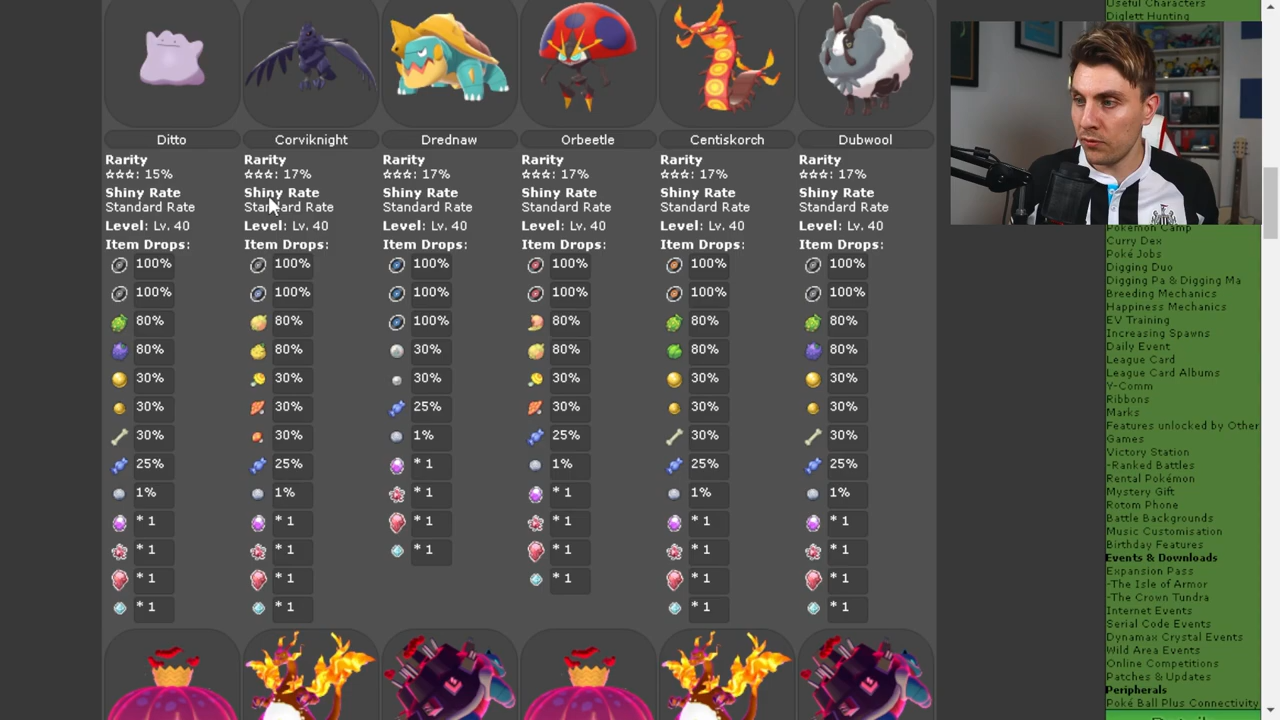 Ditto
Rarity
☆☆☆: 15%
Shiny Rate
Standard Rate
Level: Lv. 40
Item Drops:
100%
100%
80%
80%
30%
30%
30%
25%
1%
* 1
* 1
* 1
* 1
Corviknight
Rarity
☆☆☆: 17%
Shiny Rate
Standard Rate
Level: Lv. 40
Item Drops:
100%
100%
80%
80%
30%
30%
30%
25%
1%
* 1
* 1
* 1
* 1
Drednaw
Rarity
☆☆☆: 17%
Shiny Rate
Standard Rate
Level: Lv. 40
Item Drops:
100%
100%
100%
30%
30%
25%
1%
* 1
* 1
* 1
* 1
Orbeetle
Rarity
☆☆☆: 17%
Shiny Rate
Standard Rate
Level: Lv. 40
Item Drops:
100%
100%
80%
80%
30%
30%
25%
1%
* 1
* 1
* 1
* 1
Centiskorch
Rarity
☆☆☆: 17%
Shiny Rate
Standard Rate
Level: Lv. 40
Item Drops:
100%
100%
80%
80%
30%
30%
30%
25%
1%
* 1
* 1
* 1
* 1
Dubwool
Rarity
☆☆☆: 17%
Shiny Rate
Standard Rate
Level: Lv. 40
Item Drops:
100%
100%
80%
80%
30%
30%
30%
25%
1%
* 1
* 1
* 1
* 1
Useful Characters
Diglett Hunting
Pokémon Camp
Curry Dex
Poké Jobs
Digging Duo
Digging Pa & Digging Ma
Breeding Mechanics
Happiness Mechanics
EV Training
Increasing Spawns
Daily Event
League Card
League Card Albums
Y-Comm
Ribbons
Marks
Features unlocked by Other
Games
Victory Station
-Ranked Battles
Rental Pokémon
Mystery Gift
Rotom Phone
Battle Backgrounds
Music Customisation
Birthday Features
Events & Downloads
Expansion Pass
-The Isle of Armor
-The Crown Tundra
Internet Events
Serial Code Events
Dynamax Crystal Events
Wild Area Events
Online Competitions
Patches & Updates
Peripherals
Poké Ball Plus Connectivity